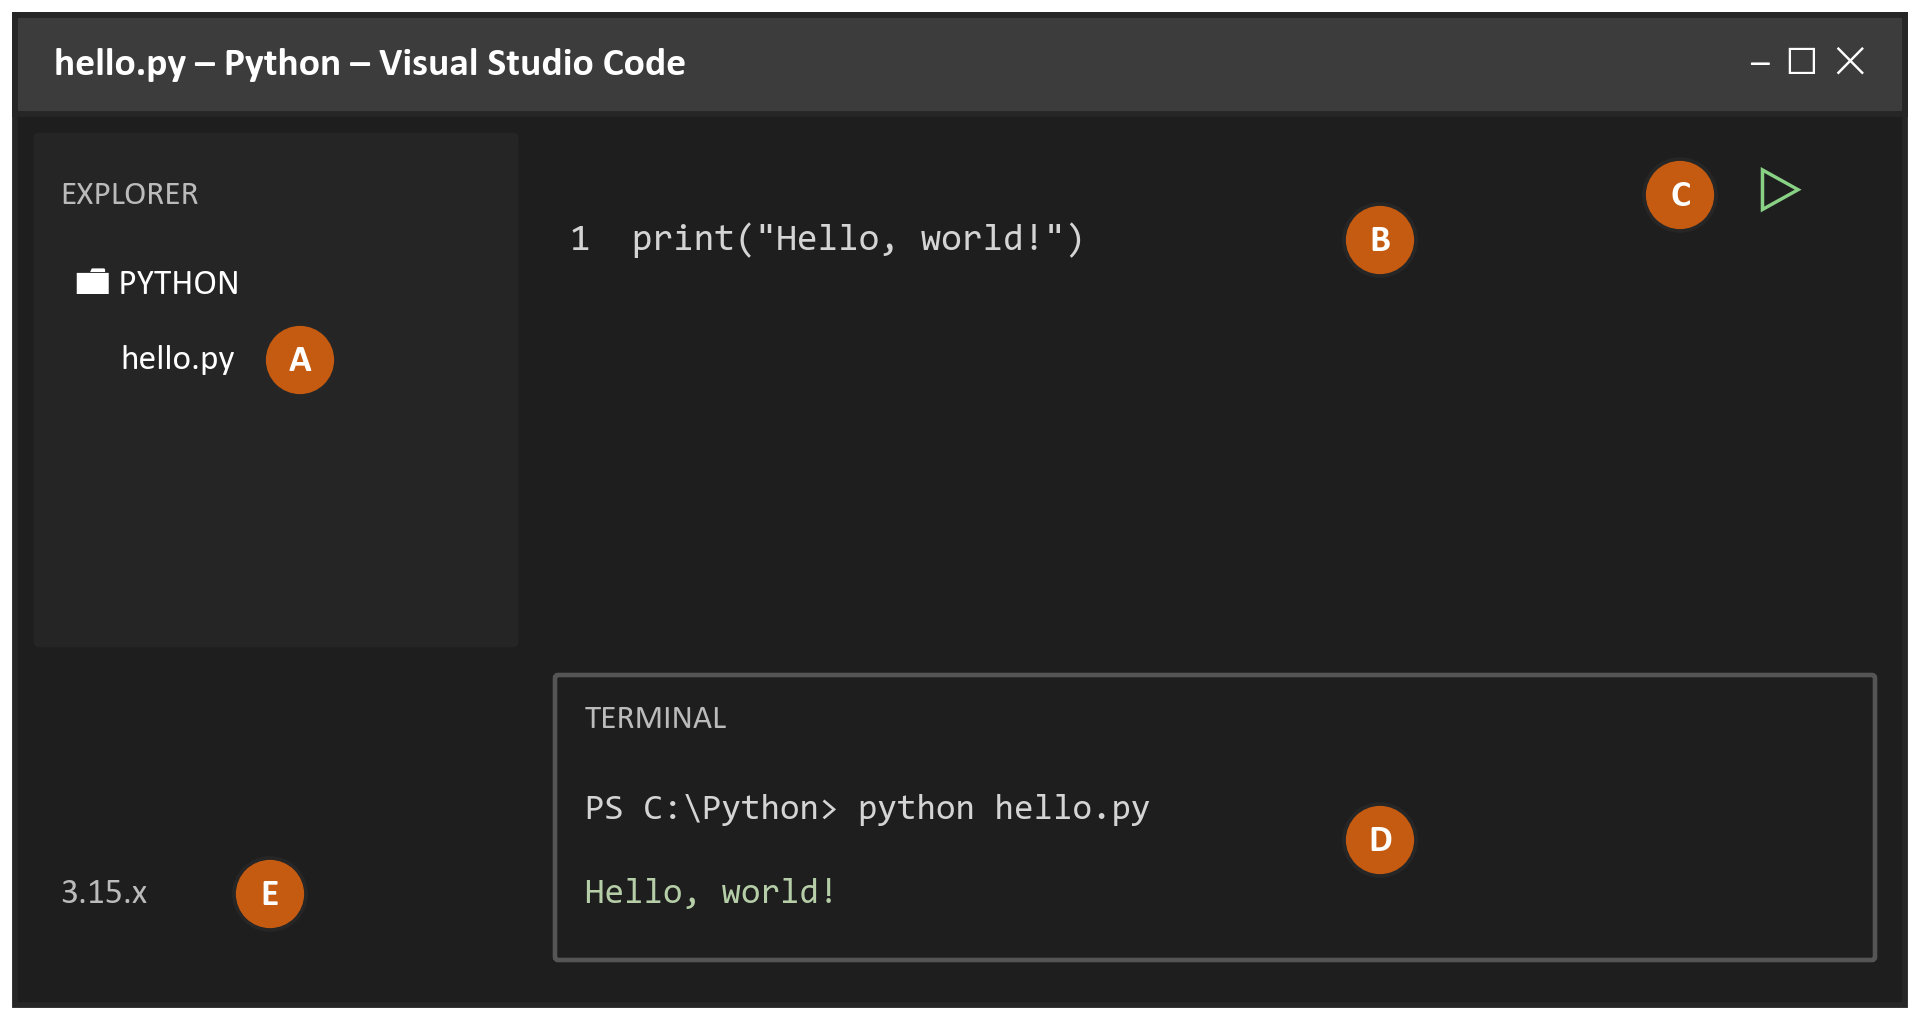 hello.py – Python – Visual Studio Code
EXPLORER
PYTHON
hello.py A
1 print("Hello, world!") B
C
TERMINAL
PS C:\Python> python hello.py
D
Hello, world!
3.15.x E